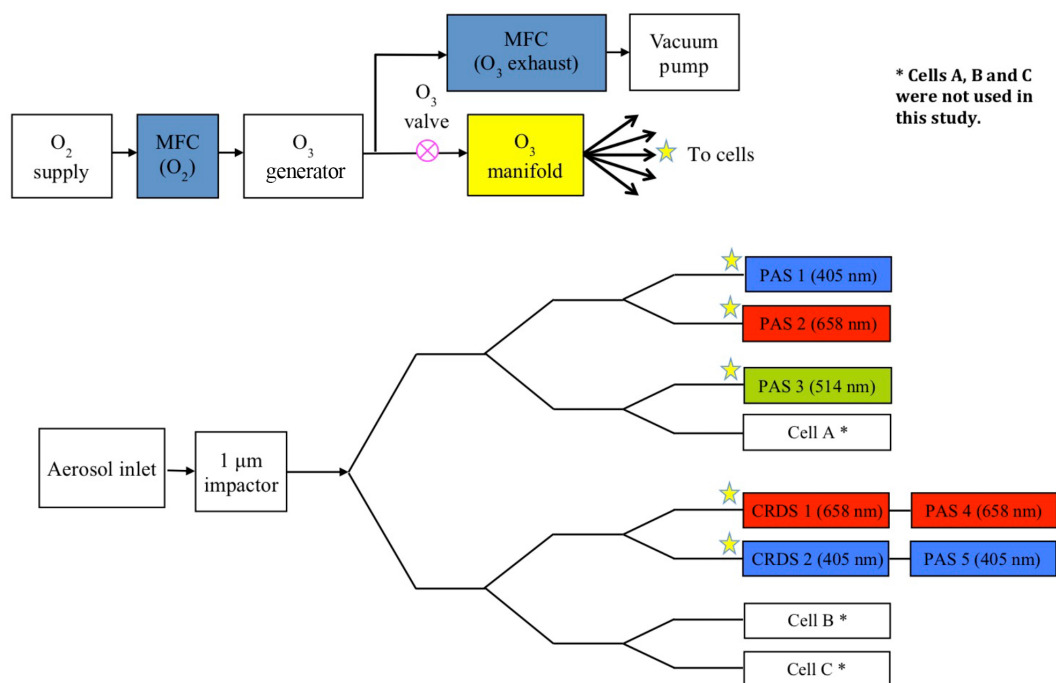 MFC
(O₃ exhaust)
Vacuum
pump
* Cells A, B and C
were not used in
this study.
O₃
valve
O₂
supply
MFC
(O₂)
O₃
generator
O₃
manifold
To cells
PAS 1 (405 nm)
PAS 2 (658 nm)
PAS 3 (514 nm)
Cell A *
Aerosol inlet
1 μm
impactor
CRDS 1 (658 nm)
PAS 4 (658 nm)
CRDS 2 (405 nm)
PAS 5 (405 nm)
Cell B *
Cell C *